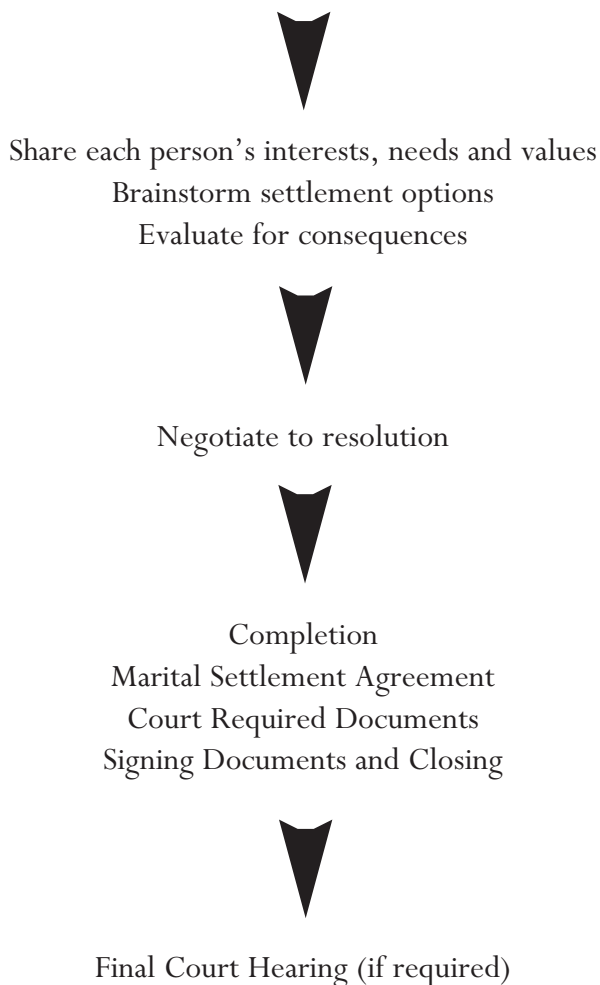 Share each person’s interests, needs and values
Brainstorm settlement options
Evaluate for consequences
Negotiate to resolution
Completion
Marital Settlement Agreement
Court Required Documents
Signing Documents and Closing
Final Court Hearing (if required)